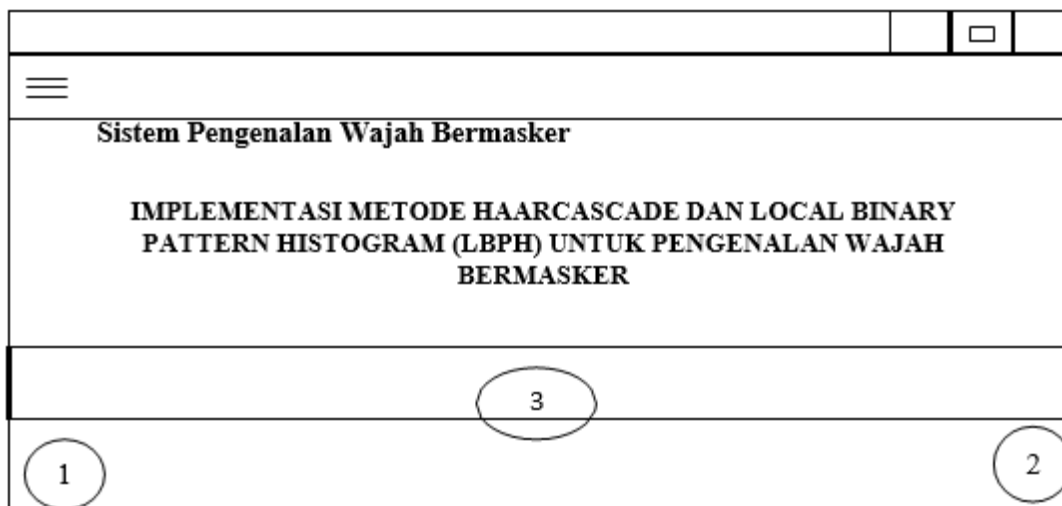 Sistem Pengenalan Wajah Bermasker
IMPLEMENTASI METODE HAARCASCADE DAN LOCAL BINARY
PATTERN HISTOGRAM (LBPH) UNTUK PENGENALAN WAJAH
BERMASKER
3
1
2